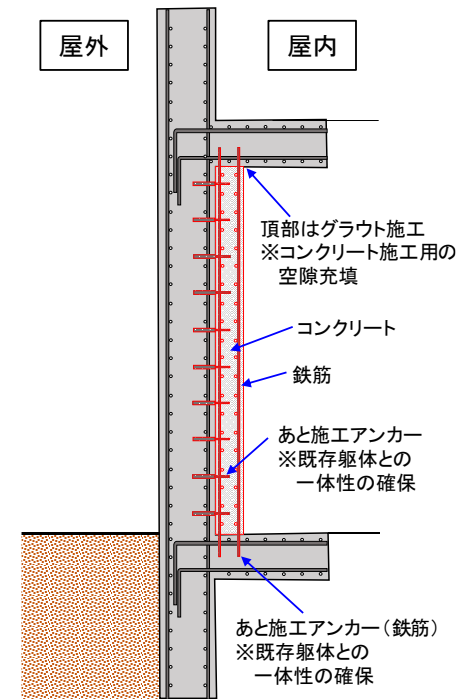 屋外
屋内
頂部はグラウト施工
※コンクリート施工用の
空隙充填
コンクリート
鉄筋
あと施工アンカー
※既存躯体との
一体性の確保
あと施工アンカー（鉄筋）
※既存躯体との
一体性の確保